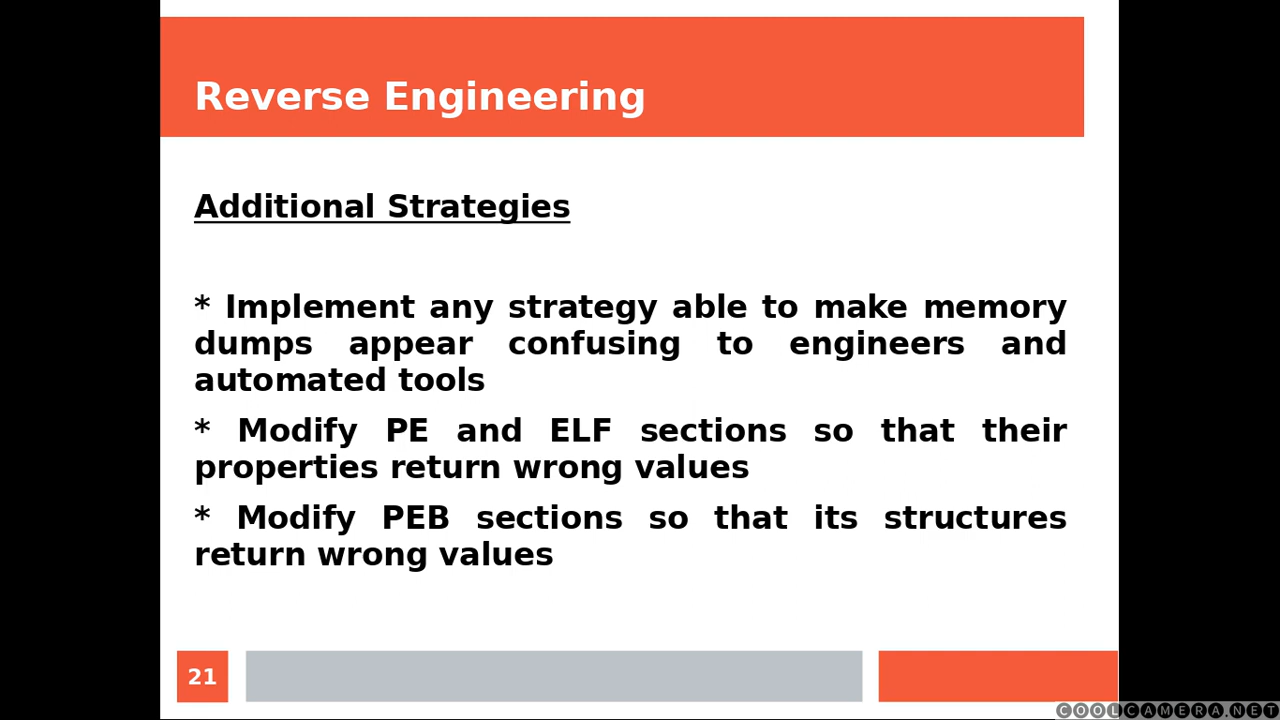 Reverse Engineering
Additional Strategies
* Implement any strategy able to make memory
dumps appear confusing to engineers and
automated tools
* Modify PE and ELF sections so that their
properties return wrong values
* Modify PEB sections so that its structures
return wrong values
21
COOLCAMERA.NET